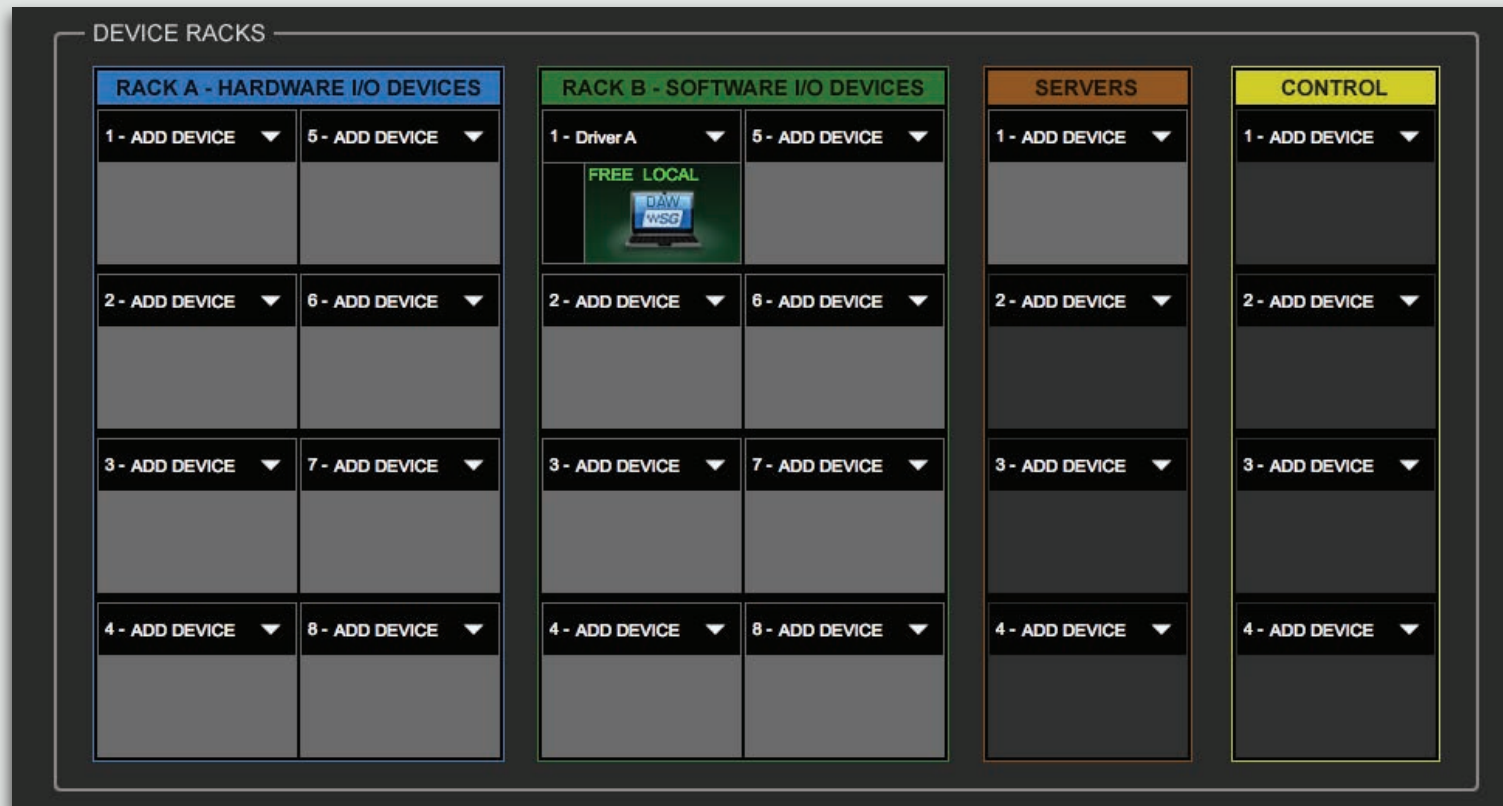 DEVICE RACKS
RACK A - HARDWARE I/O DEVICES
1 - ADD DEVICE
5 - ADD DEVICE
2 - ADD DEVICE
6 - ADD DEVICE
3 - ADD DEVICE
7 - ADD DEVICE
4 - ADD DEVICE
8 - ADD DEVICE
RACK B - SOFTWARE I/O DEVICES
1 - Driver A
5 - ADD DEVICE
FREE LOCAL
DAW
WSG
2 - ADD DEVICE
6 - ADD DEVICE
3 - ADD DEVICE
7 - ADD DEVICE
4 - ADD DEVICE
8 - ADD DEVICE
SERVERS
1 - ADD DEVICE
2 - ADD DEVICE
3 - ADD DEVICE
4 - ADD DEVICE
CONTROL
1 - ADD DEVICE
2 - ADD DEVICE
3 - ADD DEVICE
4 - ADD DEVICE